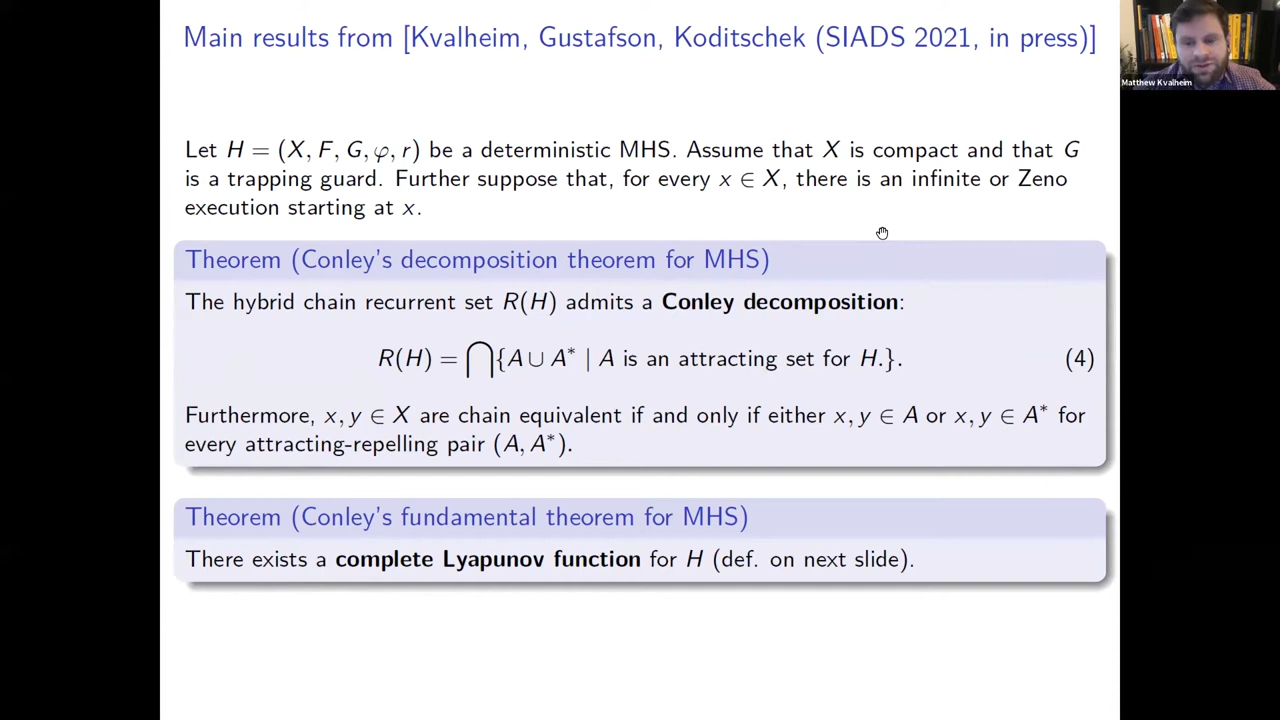 Main results from [Kvalheim, Gustafson, Koditschek (SIADS 2021, in press)]
Matthew Kvalheim
Let H = (X, F, G, φ, r) be a deterministic MHS. Assume that X is compact and that G
is a trapping guard. Further suppose that, for every x ∈ X, there is an infinite or Zeno
execution starting at x.
Theorem (Conley's decomposition theorem for MHS)
The hybrid chain recurrent set R(H) admits a Conley decomposition:
R(H) = ⋂{A ∪ A* | A is an attracting set for H.}. (4)
Furthermore, x, y ∈ X are chain equivalent if and only if either x, y ∈ A or x, y ∈ A* for
every attracting-repelling pair (A, A*).
Theorem (Conley's fundamental theorem for MHS)
There exists a complete Lyapunov function for H (def. on next slide).